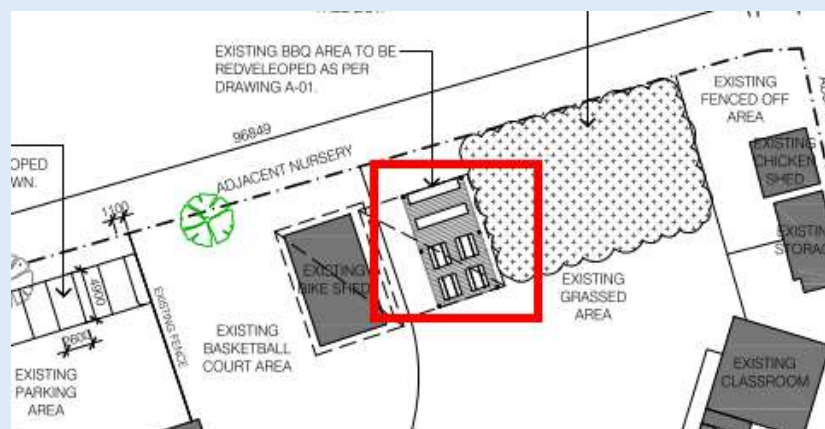 EXISTING BBQ AREA TO BE
REDVELEOPED AS PER
DRAWING A-01.
EXISTING
FENCED OFF
AREA
96849
ADJACENT NURSERY
EXISTING
CHICKEN
SHED
OPED
WN.
1100
EXISTING
STORAG
EXISTING
BIKE SHED
EXISTING
GRASSED
AREA
4900
2600
EXISTING FENCE
EXISTING
BASKETBALL
COURT AREA
EXISTING
PARKING
AREA
EXISTING
CLASSROOM